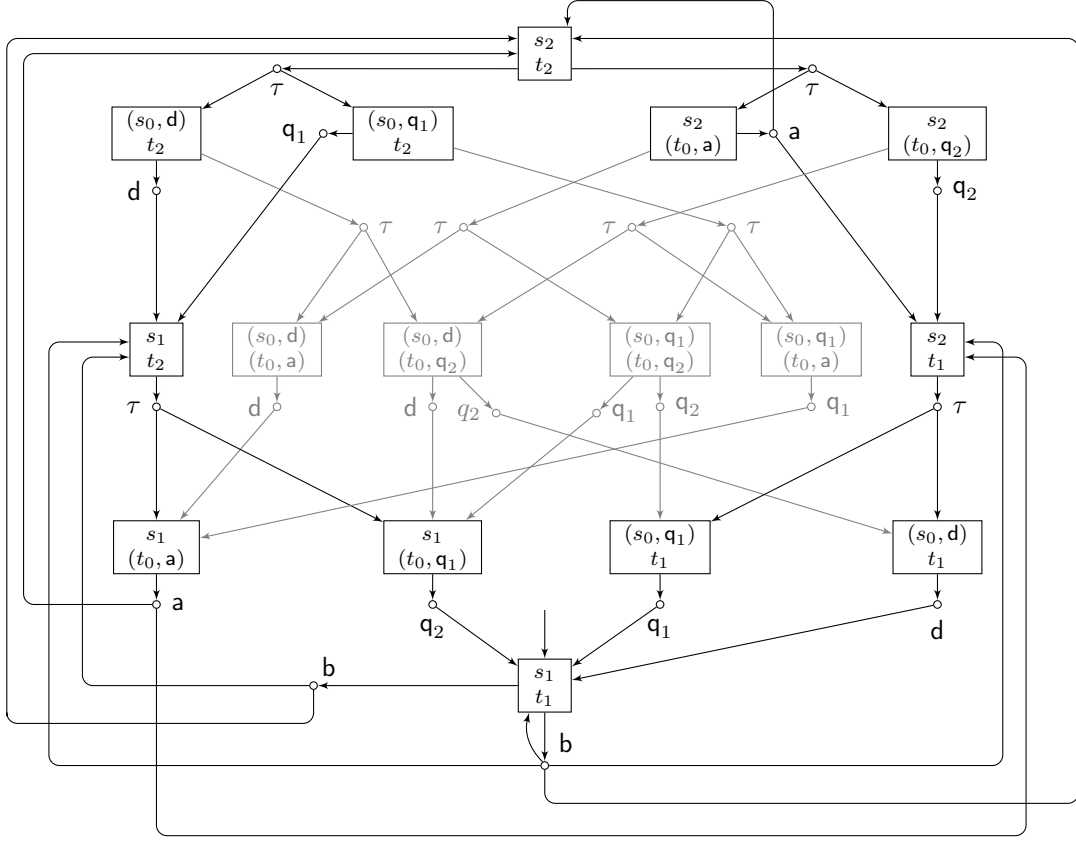 s₂
t₂
τ
τ
(s₀, d)
t₂
q₁
(s₀, q₁)
t₂
s₂
(t₀, a)
a
s₂
(t₀, q₂)
d
q₂
τ
τ
τ
τ
s₁
t₂
(s₀, d)
(t₀, a)
(s₀, d)
(t₀, q₂)
(s₀, q₁)
(t₀, q₂)
(s₀, q₁)
(t₀, a)
s₂
t₁
τ
d
d
q₂
q₁
q₂
q₁
τ
s₁
(t₀, a)
s₁
(t₀, q₁)
(s₀, q₁)
t₁
(s₀, d)
t₁
a
q₂
q₁
d
b
s₁
t₁
b